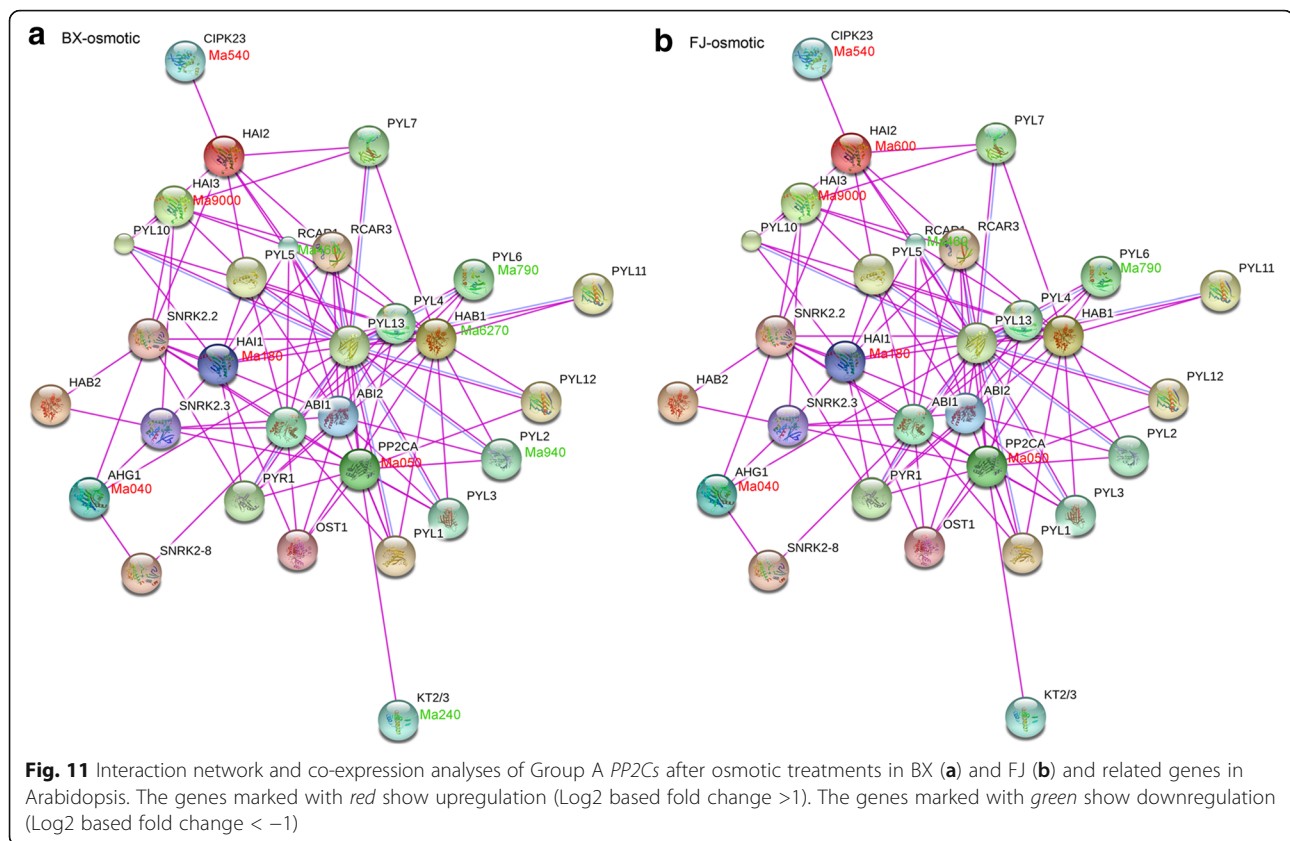 a BX-osmotic
CIPK23
Ma540
HAI2
PYL7
HAI3
Ma9000
PYL10
RCAR3
PYL5
PYL6
Ma790
PYL11
SNRK2.2
PYL4
HAB1
Ma6270
PYL13
HAI1
Ma180
HAB2
SNRK2.3
ABI1
ABI2
PYL12
PYL2
Ma940
PP2CA
Ma050
AHG1
Ma040
PYR1
PYL3
OST1
PYL1
SNRK2-8
KT2/3
Ma240
b FJ-osmotic
CIPK23
Ma540
HAI2
Ma600
PYL7
HAI3
Ma9000
PYL10
RCAR3
PYL5
PYL6
Ma790
PYL11
SNRK2.2
PYL4
HAB1
PYL13
HAI1
Ma180
HAB2
SNRK2.3
ABI1
ABI2
PYL12
PYL2
PP2CA
Ma050
AHG1
Ma040
PYR1
PYL3
OST1
PYL1
SNRK2-8
KT2/3
Fig. 11 Interaction network and co-expression analyses of Group A PP2Cs after osmotic treatments in BX (a) and FJ (b) and related genes in
Arabidopsis. The genes marked with red show upregulation (Log2 based fold change >1). The genes marked with green show downregulation
(Log2 based fold change < −1)